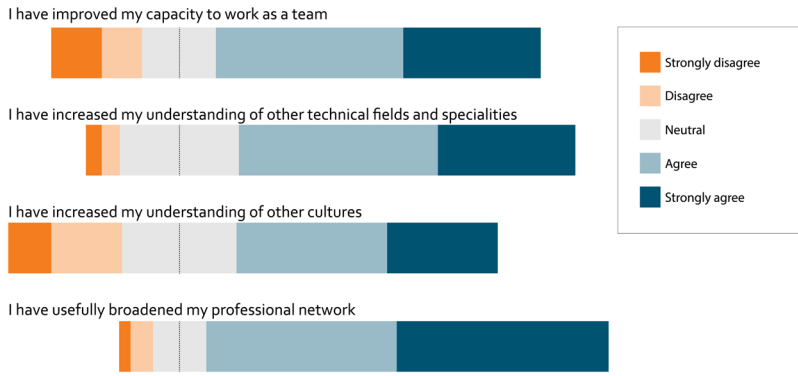 I have improved my capacity to work as a team
Strongly disagree
Disagree
Neutral
Agree
Strongly agree
I have increased my understanding of other technical fields and specialities
I have increased my understanding of other cultures
I have usefully broadened my professional network